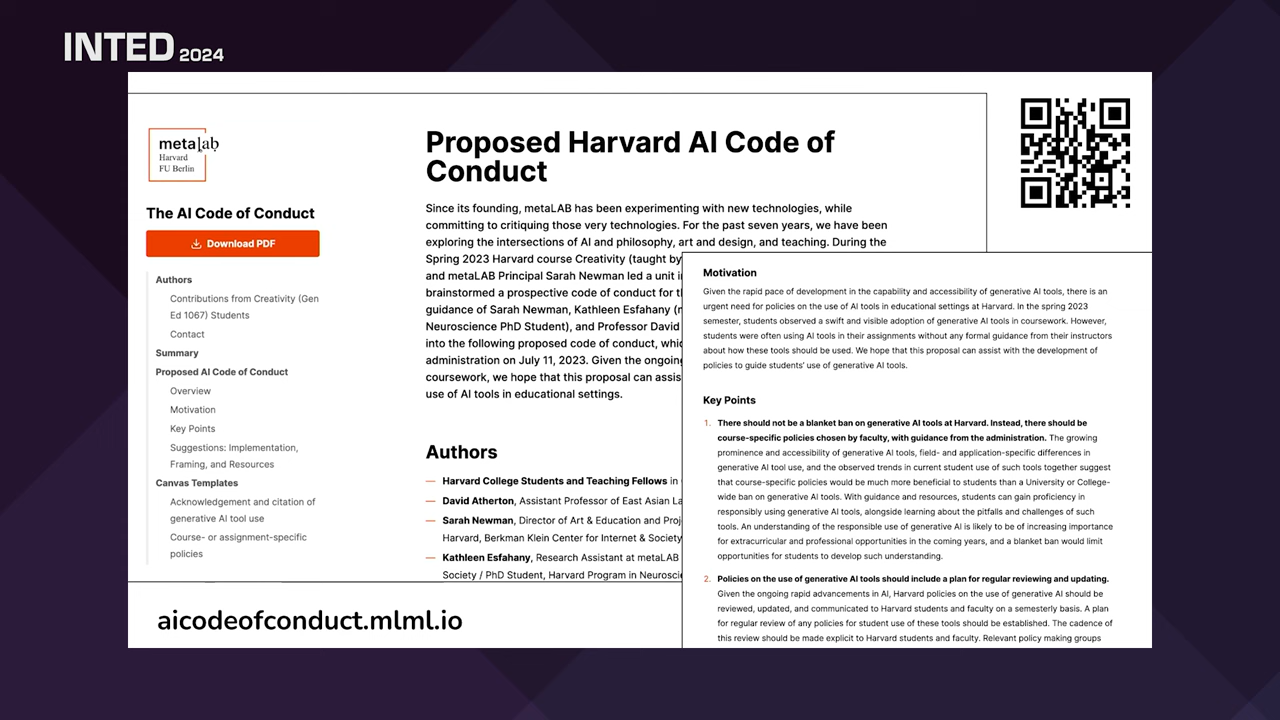 INTED 2024
metalab
Harvard
FU Berlin
The AI Code of Conduct
Download PDF
Authors
Contributions from Creativity (Gen
Ed 1067) Students
Contact
Summary
Proposed AI Code of Conduct
Overview
Motivation
Key Points
Suggestions: Implementation,
Framing, and Resources
Canvas Templates
Acknowledgement and citation of
generative AI tool use
Course- or assignment-specific
policies
Proposed Harvard AI Code of
Conduct
Since its founding, metaLAB has been experimenting with new technologies, while
committing to critiquing those very technologies. For the past seven years, we have been
exploring the intersections of AI and philosophy, art and design, and teaching. During the
Spring 2023 Harvard course Creativity (taught by
and metaLAB Principal Sarah Newman led a unit i
brainstormed a prospective code of conduct for t
guidance of Sarah Newman, Kathleen Esfahany (
Neuroscience PhD Student), and Professor David
into the following proposed code of conduct, whi
administration on July 11, 2023. Given the ongoing
coursework, we hope that this proposal can assis
use of AI tools in educational settings.
Authors
— Harvard College Students and Teaching Fellows in
— David Atherton, Assistant Professor of East Asian La
— Sarah Newman, Director of Art & Education and Proj
Harvard, Berkman Klein Center for Internet & Society
— Kathleen Esfahany, Research Assistant at metaLAB
Society / PhD Student, Harvard Program in Neurosci
Motivation
Given the rapid pace of development in the capability and accessibility of generative AI tools, there is an
urgent need for policies on the use of AI tools in educational settings at Harvard. In the spring 2023
semester, students observed a swift and visible adoption of generative AI tools in coursework. However,
students were often using AI tools in their assignments without any formal guidance from their instructors
about how these tools should be used. We hope that this proposal can assist with the development of
policies to guide students' use of generative AI tools.
Key Points
1. There should not be a blanket ban on generative AI tools at Harvard. Instead, there should be
course-specific policies chosen by faculty, with guidance from the administration. The growing
prominence and accessibility of generative AI tools, field- and application-specific differences in
generative AI tool use, and the observed trends in current student use of such tools together suggest
that course-specific policies would be much more beneficial to students than a University or College-
wide ban on generative AI tools. With guidance and resources, students can gain proficiency in
responsibly using generative AI tools, alongside learning about the pitfalls and challenges of such
tools. An understanding of the responsible use of generative AI is likely to be of increasing importance
for extracurricular and professional opportunities in the coming years, and a blanket ban would limit
opportunities for students to develop such understanding.
2. Policies on the use of generative AI tools should include a plan for regular reviewing and updating.
Given the ongoing rapid advancements in AI, Harvard policies on the use of generative AI should be
reviewed, updated, and communicated to Harvard students and faculty on a semesterly basis. A plan
for regular review of any policies for student use of these tools should be established. The cadence of
this review should be made explicit to Harvard students and faculty. Relevant policy making groups
aicodeofconduct.mlml.io